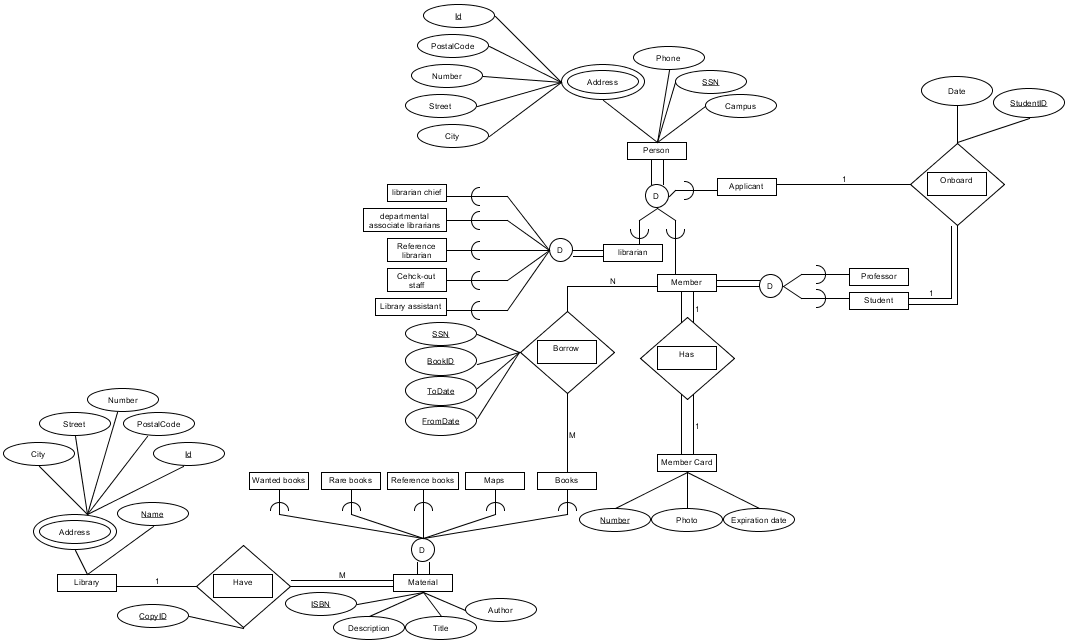 Id
PostalCode
Number
Street
City
Address
Phone
SSN
Campus
Person
Date
StudentID
Onboard
1
Applicant
D
librarian chief
departmental
associate librarians
Reference
librarian
Cehck-out
staff
Library assistant
D
librarian
Member
D
Professor
Student
1
N
1
SSN
BookID
ToDate
FromDate
Borrow
Has
M
1
Member Card
Number
Photo
Expiration date
Number
Street
PostalCode
City
Id
Address
Name
Wanted books
Rare books
Reference books
Maps
Books
D
Library
1
Have
M
Material
CopyID
ISBN
Description
Title
Author